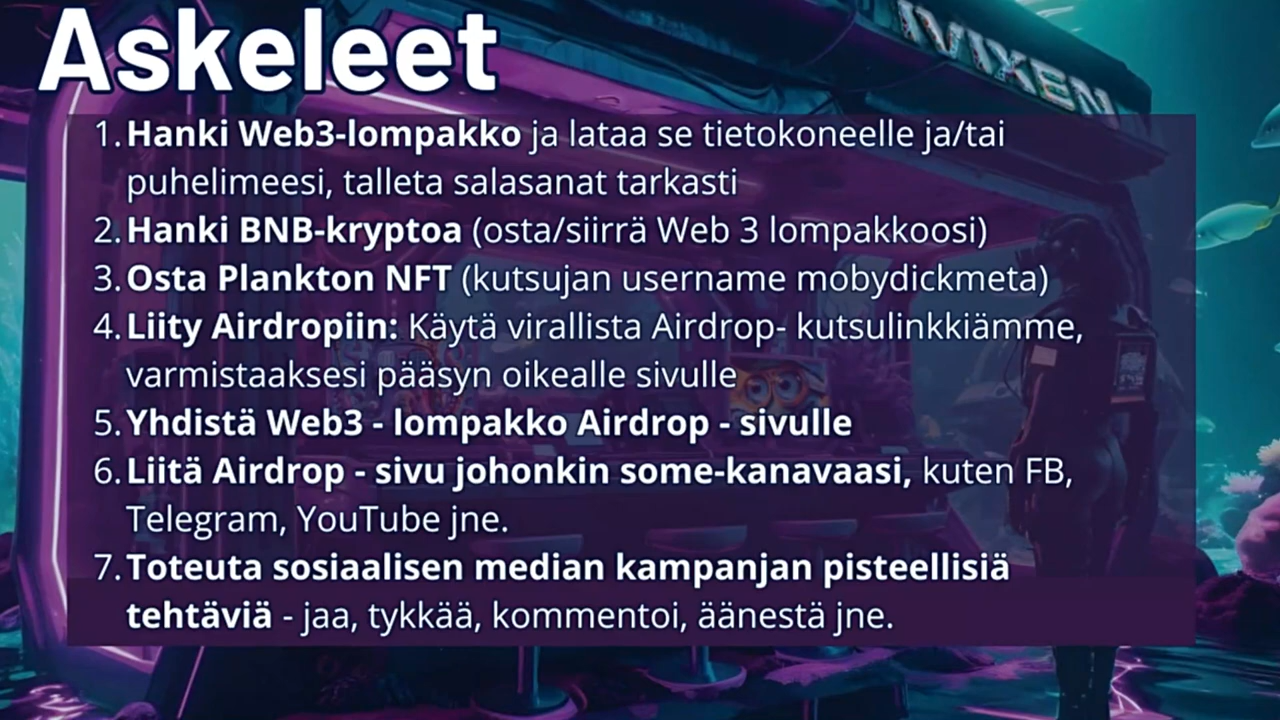 Askeleet
1. Hanki Web3-lompakko ja lataa se tietokoneelle ja/tai
puhelimeesi, talleta salasanat tarkasti
2. Hanki BNB-kryptoa (osta/siirrä Web 3 lompakkoosi)
3. Osta Plankton NFT (kutsujan username mobydickmeta)
4. Liity Airdropiin: Käytä virallista Airdrop- kutsulinkkiämme,
varmistaaksesi pääsyn oikealle sivulle
5. Yhdistä Web3 - lompakko Airdrop - sivulle
6. Liitä Airdrop - sivu johonkin some-kanavaasi, kuten FB,
Telegram, YouTube jne.
7. Toteuta sosiaalisen median kampanjan pisteellisiä
tehtäviä - jaa, tykkää, kommentoi, äänestä jne.